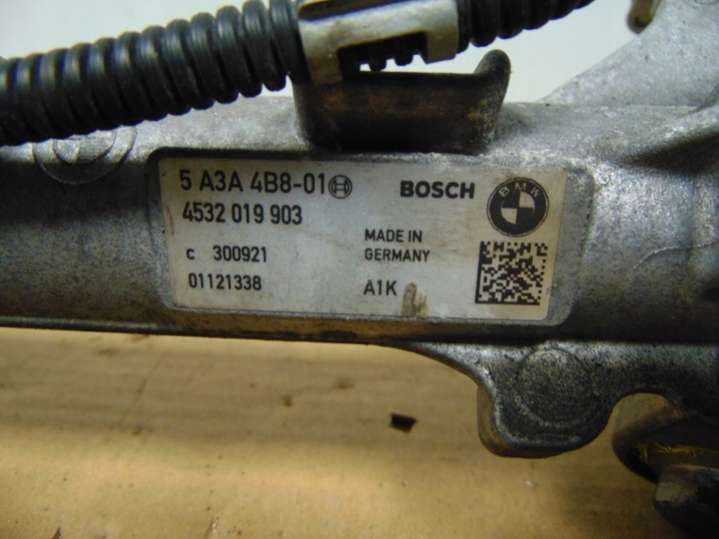 5 A3A 4B8-01 BOSCH BMW
4532 019 903
c 300921 MADE IN
GERMANY
01121338 A1K